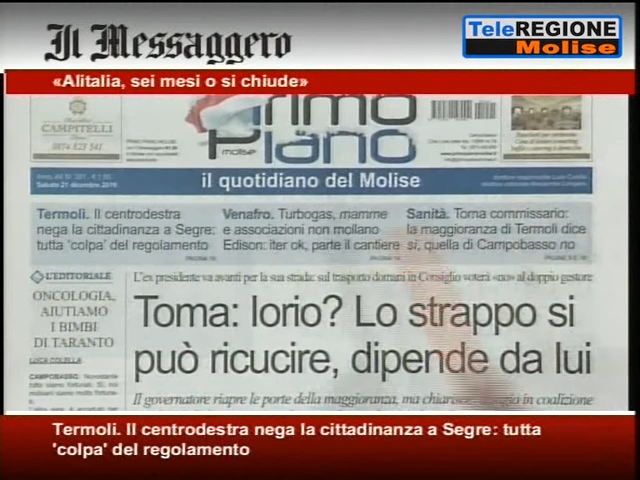 Il Messaggero
TeleREGIONE
Molise
«Alitalia, sei mesi o si chiude»
CAMPITELLI
0874 823 541
Primo
Piano
molise
il quotidiano del Molise
Sabato 21 dicembre 2019
Termoli. Il centrodestra
nega la cittadinanza a Segre:
tutta 'colpa' del regolamento
Venafro. Turbogas, mamme
e associazioni non mollano
Edison: iter ok, parte il cantiere
Sanità. Toma commissario:
la maggioranza di Termoli dice
sì, quella di Campobasso no
L'EDITORIALE
ONCOLOGIA,
AIUTIAMO
I BIMBI
DI TARANTO
LUCA COLELLA
L'ex presidente va avanti per la sua strada: sul trasporto domani in Consiglio voterà «no» al doppio gestore
Toma: Iorio? Lo strappo si
può ricucire, dipende da lui
Il governatore riapre le porte della maggioranza, ma in coalizione
Termoli. Il centrodestra nega la cittadinanza a Segre: tutta
'colpa' del regolamento